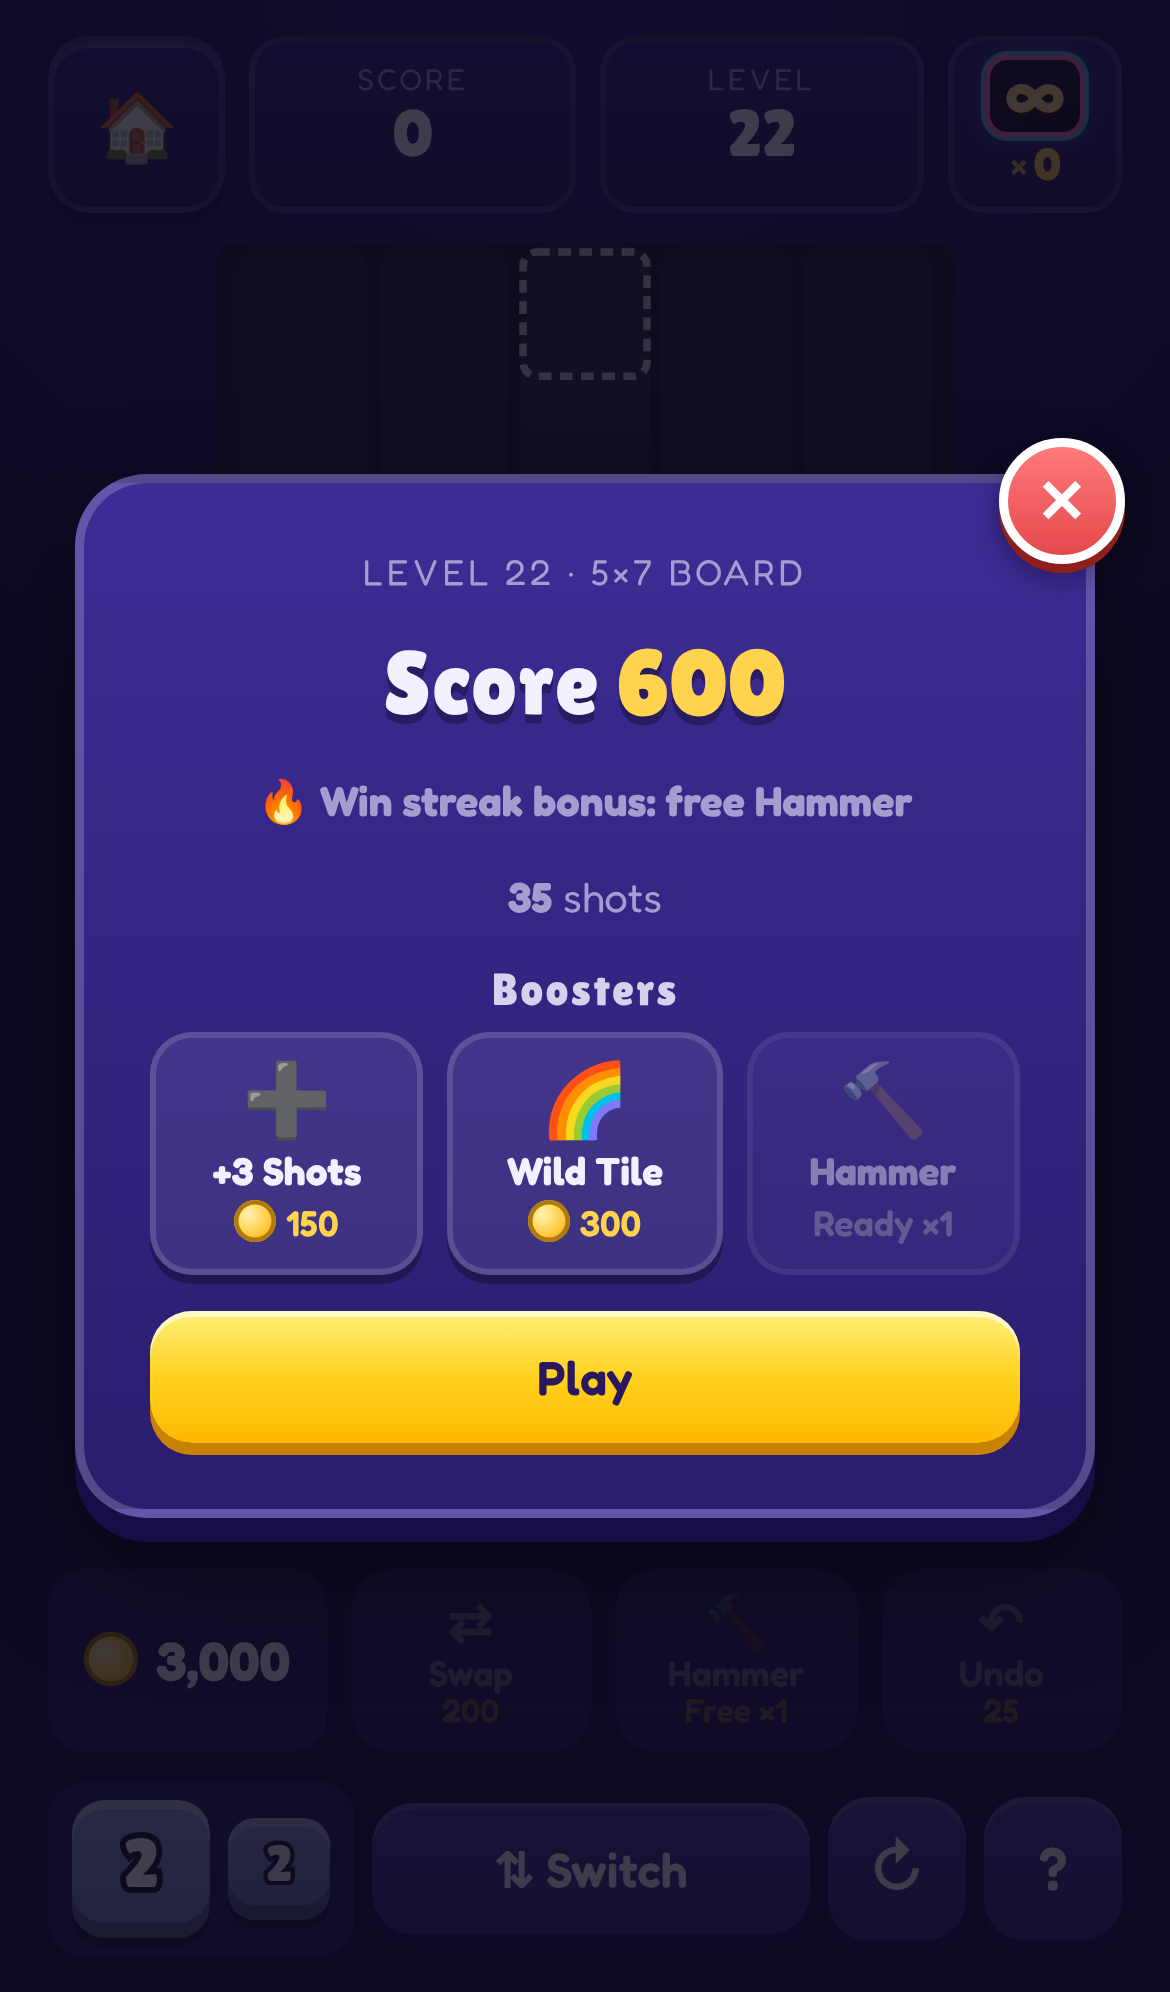 SCORE
0
LEVEL
22
∞
×0
×
LEVEL 22 · 5×7 BOARD
Score 600
🔥 Win streak bonus: free Hammer
35 shots
Boosters
+3 Shots
150
Wild Tile
300
Hammer
Ready ×1
Play
3,000
Swap
200
Hammer
Free ×1
Undo
25
2
2
⇅ Switch
↻
?